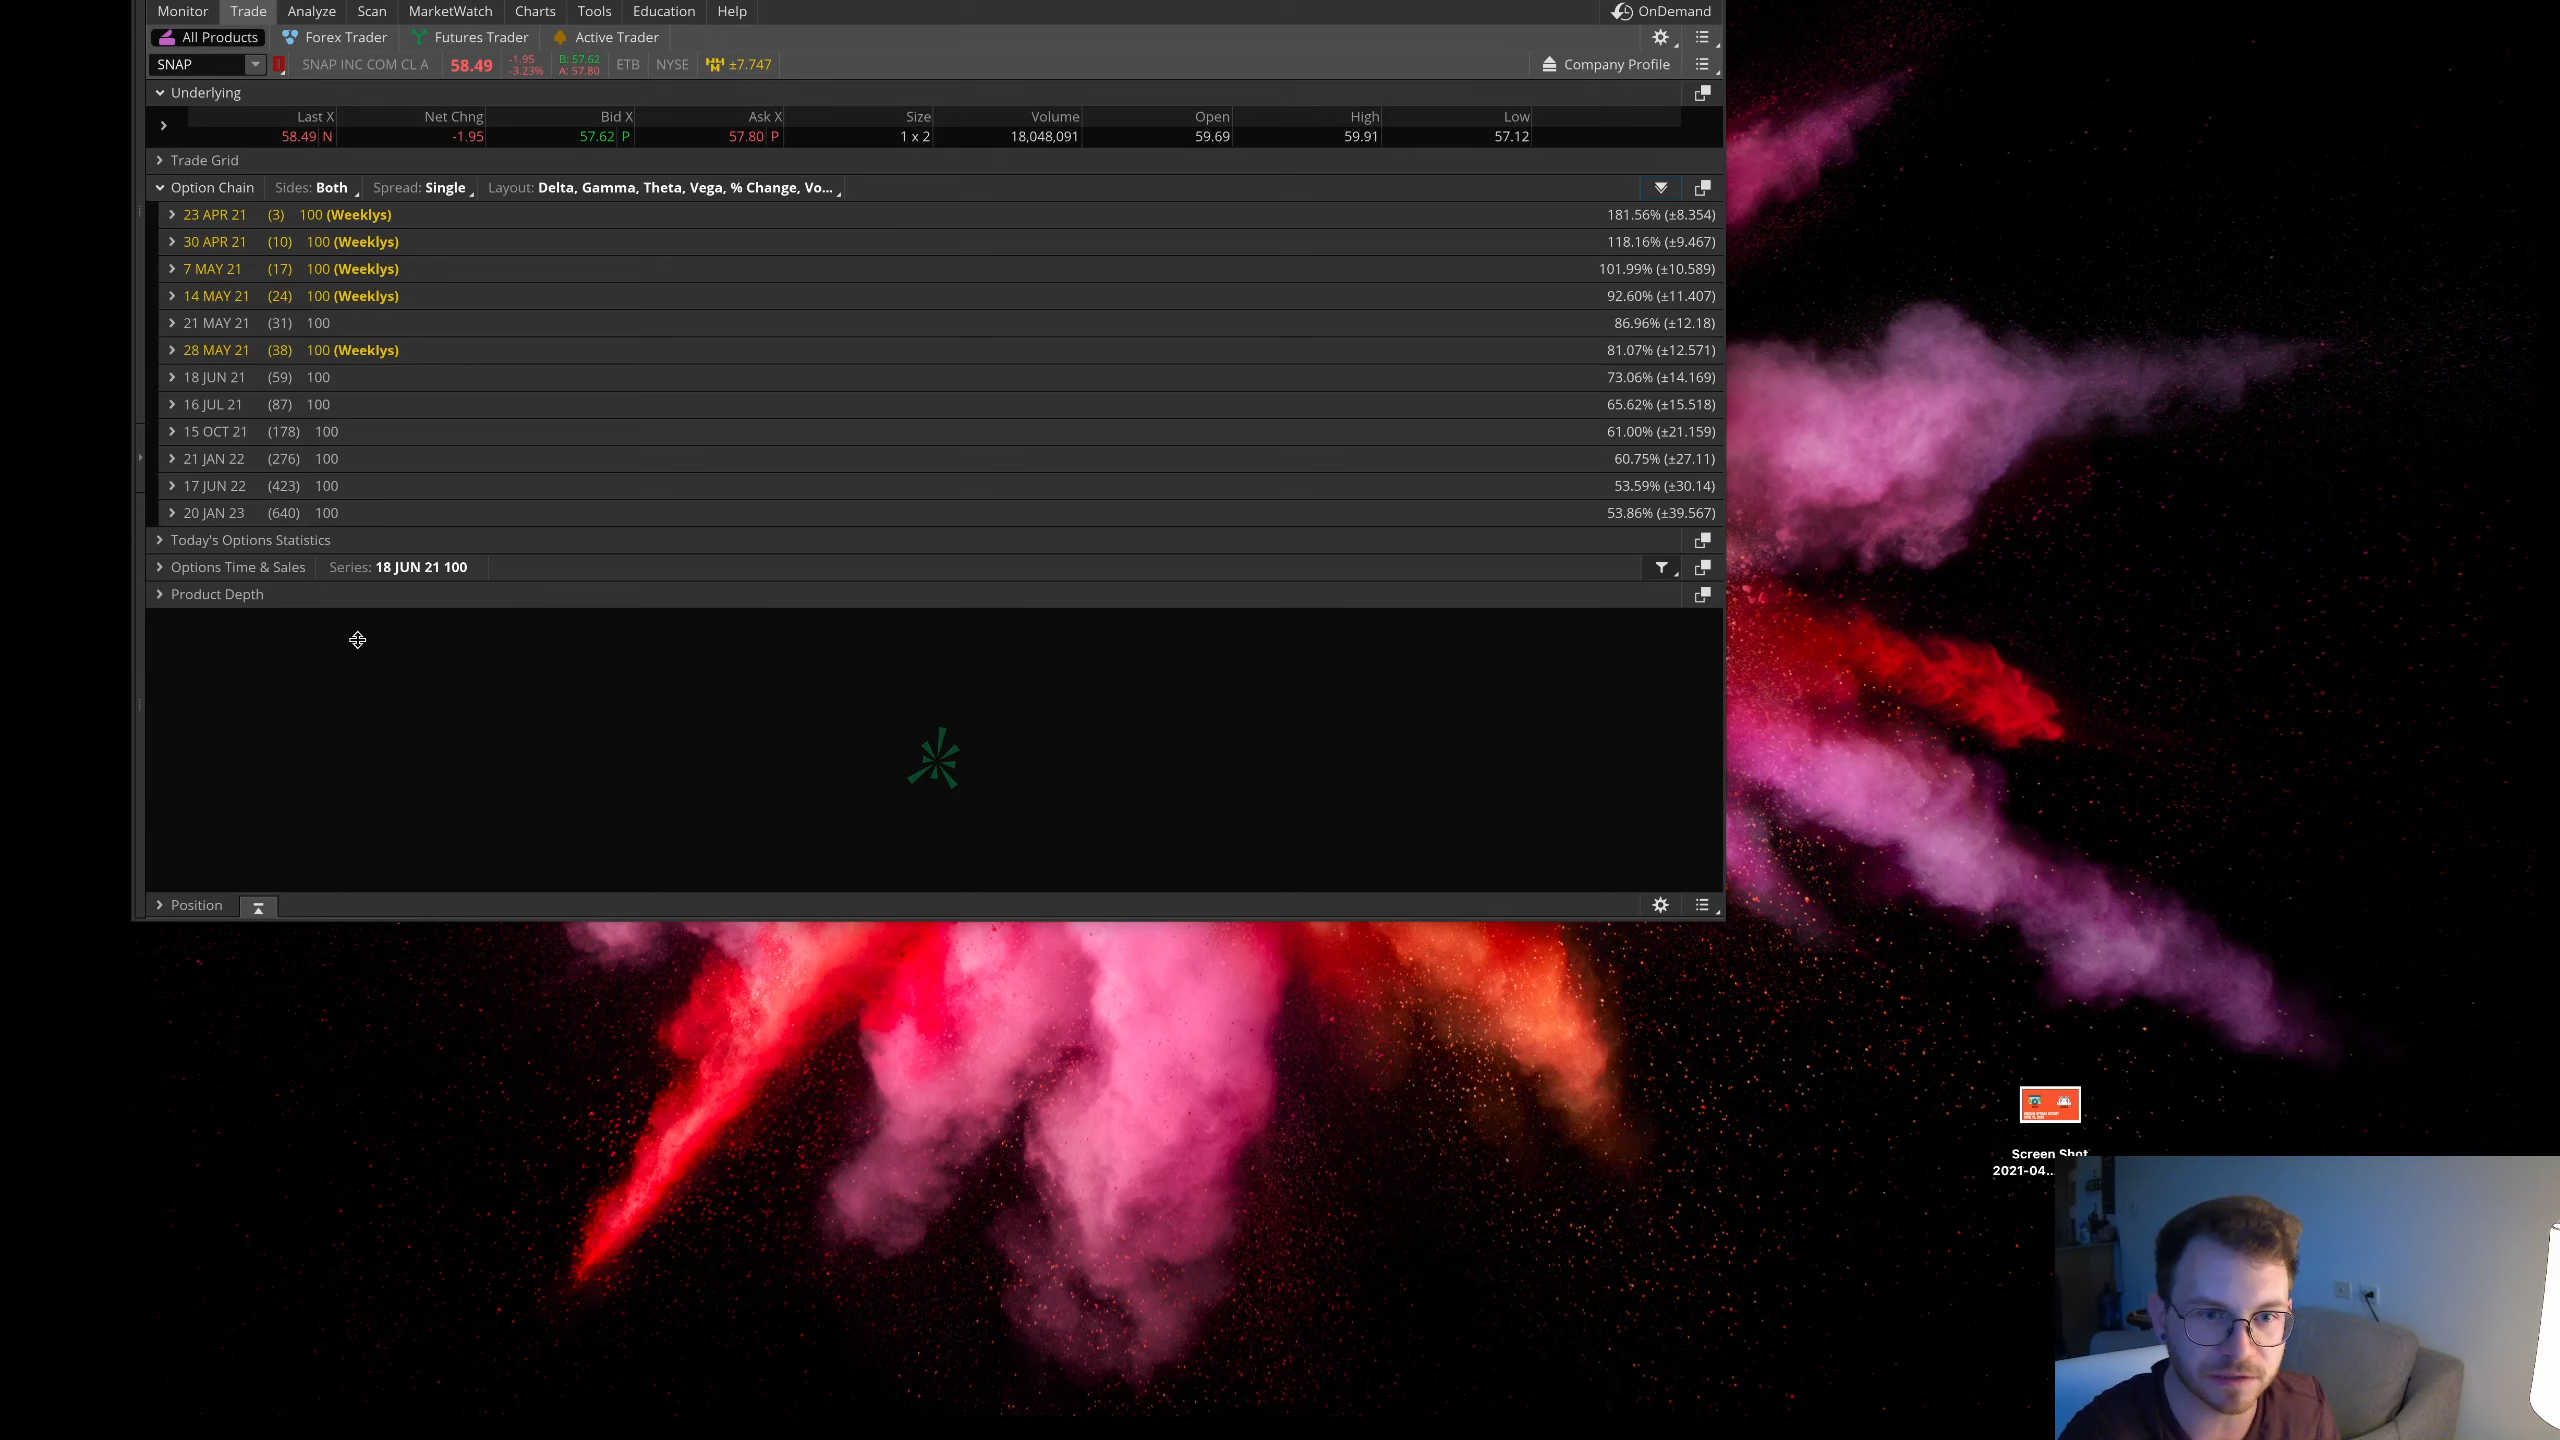 Monitor Trade Analyze Scan MarketWatch Charts Tools Education Help OnDemand
All Products Forex Trader Futures Trader Active Trader
SNAP 1 SNAP INC COM CL A 58.49 -1.95 -3.23% B: 57.62 A: 57.80 ETB NYSE ±7.747 Company Profile
Underlying
Last X Net Chng Bid X Ask X Size Volume Open High Low
58.49 N -1.95 57.62 P 57.80 P 1 x 2 18,048,091 59.69 59.91 57.12
Trade Grid
Option Chain Sides: Both Spread: Single Layout: Delta, Gamma, Theta, Vega, % Change, Vo...
23 APR 21 (3) 100 (Weeklys) 181.56% (±8.354)
30 APR 21 (10) 100 (Weeklys) 118.16% (±9.467)
7 MAY 21 (17) 100 (Weeklys) 101.99% (±10.589)
14 MAY 21 (24) 100 (Weeklys) 92.60% (±11.407)
21 MAY 21 (31) 100 86.96% (±12.18)
28 MAY 21 (38) 100 (Weeklys) 81.07% (±12.571)
18 JUN 21 (59) 100 73.06% (±14.169)
16 JUL 21 (87) 100 65.62% (±15.518)
15 OCT 21 (178) 100 61.00% (±21.159)
21 JAN 22 (276) 100 60.75% (±27.11)
17 JUN 22 (423) 100 53.59% (±30.14)
20 JAN 23 (640) 100 53.86% (±39.567)
Today's Options Statistics
Options Time & Sales Series: 18 JUN 21 100
Product Depth
Position
Screen Shot
2021-04...